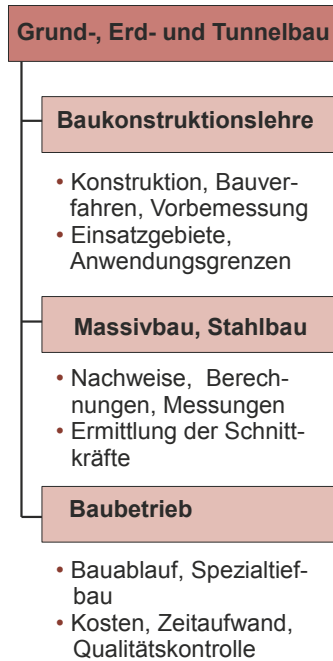 Grund-, Erd- und Tunnelbau
Baukonstruktionslehre
• Konstruktion, Bauver-
fahren, Vorbemessung
• Einsatzgebiete,
Anwendungsgrenzen
Massivbau, Stahlbau
• Nachweise, Berech-
nungen, Messungen
• Ermittlung der Schnitt-
kräfte
Baubetrieb
• Bauablauf, Spezialtief-
bau
• Kosten, Zeitaufwand,
Qualitätskontrolle